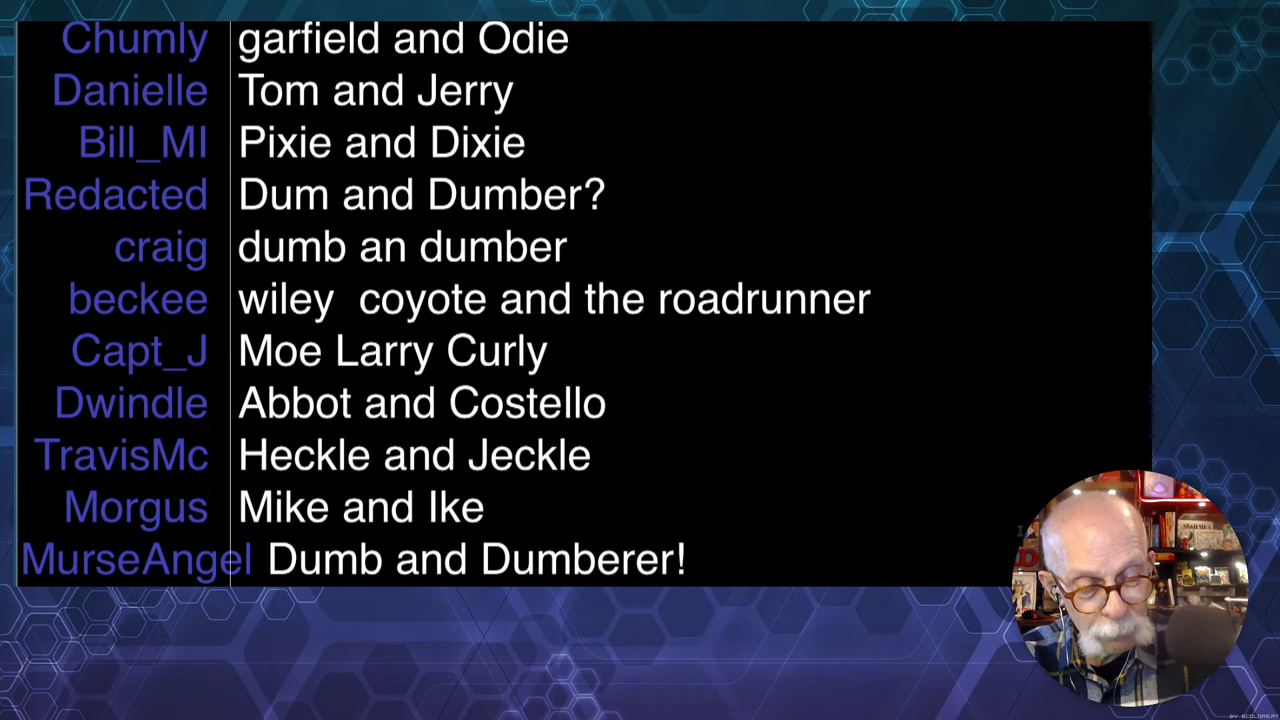 Chumly garfield and Odie
Danielle Tom and Jerry
Bill_MI Pixie and Dixie
Redacted Dum and Dumber?
craig dumb an dumber
beckee wiley  coyote and the roadrunner
Capt_J Moe Larry Curly
Dwindle Abbot and Costello
TravisMc Heckle and Jeckle
Morgus Mike and Ike
MurseAngel Dumb and Dumberer!